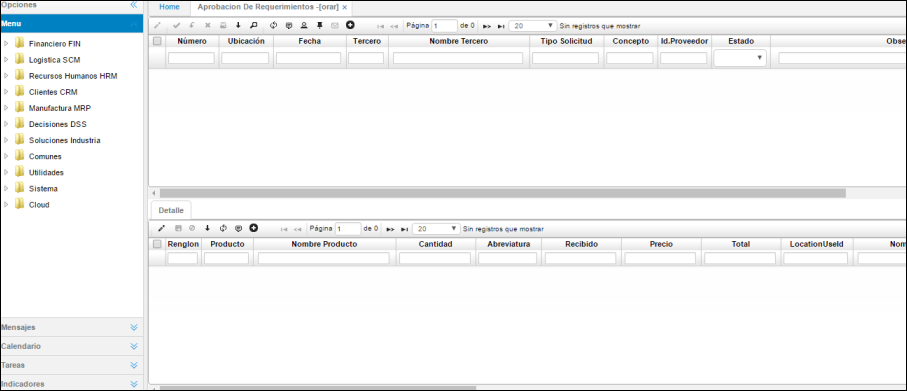 Opciones
Home Aprobacion De Requerimientos -[orar] ×
Menu
Página 1 de 0 20 Sin registros que mostrar
Número Ubicación Fecha Tercero Nombre Tercero Tipo Solicitud Concepto Id.Proveedor Estado Obse
Financiero FIN
Logistica SCM
Recursos Humanos HRM
Clientes CRM
Manufactura MRP
Decisiones DSS
Soluciones Industria
Comunes
Utilidades
Sistema
Cloud
Detalle
Página 1 de 0 20 Sin registros que mostrar
Renglon Producto Nombre Producto Cantidad Abreviatura Recibido Precio Total LocationUseId Nom
Mensajes
Calendario
Tareas
Indicadores